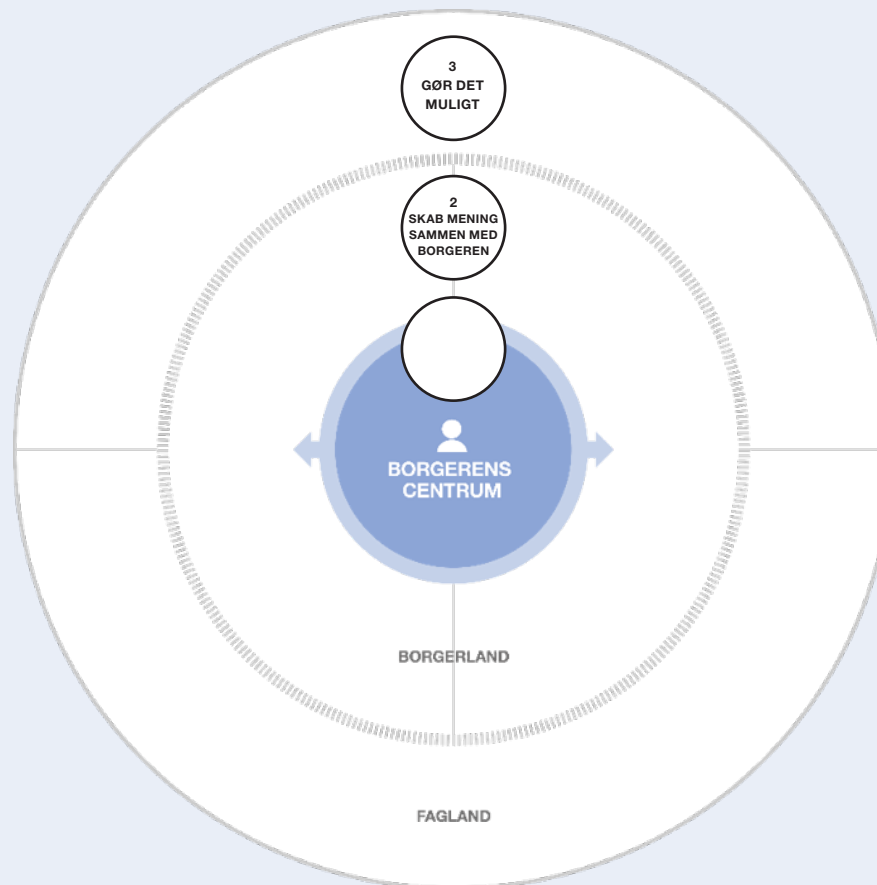 3
GØR DET
MULIGT
2
SKAB MENING
SAMMEN MED
BORGEREN
BORGERENS
CENTRUM
BORGERLAND
FAGLAND